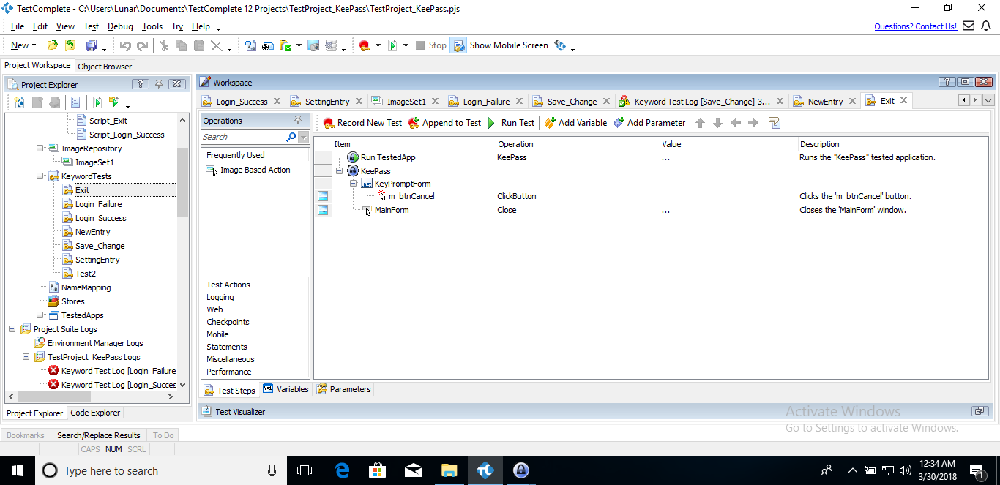 TestComplete - C:\Users\Lunar\Documents\TestComplete 12 Projects\TestProject_KeePass\TestProject_KeePass.pjs
File Edit View Test Debug Tools Try Help
Questions? Contact Us!
New Stop Show Mobile Screen
Project Workspace Object Browser
Project Explorer
Script_Exit
Script_Login_Success
ImageRepository
ImageSet1
KeywordTests
Exit
Login_Failure
Login_Success
NewEntry
Save_Change
SettingEntry
Test2
NameMapping
Stores
TestedApps
Project Suite Logs
Environment Manager Logs
TestProject_KeePass Logs
Keyword Test Log [Login_Failure
Keyword Test Log [Login_Succes
Project Explorer Code Explorer
Workspace
Login_Success SettingEntry ImageSet1 Login_Failure Save_Change Keyword Test Log [Save_Change] 3... NewEntry Exit
Operations
Search
Frequently Used
Image Based Action
Test Actions
Logging
Web
Checkpoints
Mobile
Statements
Miscellaneous
Performance
Record New Test Append to Test Run Test Add Variable Add Parameter
Item Operation Value Description
Run TestedApp KeePass ... Runs the "KeePass" tested application.
KeePass
.net KeyPromptForm
m_btnCancel ClickButton Clicks the 'm_btnCancel' button.
MainForm Close ... Closes the 'MainForm' window.
Test Steps Variables Parameters
Test Visualizer
Activate Windows
Go to Settings to activate Windows.
Bookmarks Search/Replace Results To Do
CAPS NUM SCRL
Type here to search
12:34 AM
3/30/2018
1